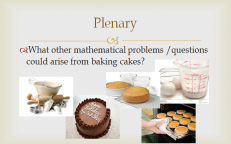 Plenary
What other mathematical problems /questions
could arise from baking cakes?